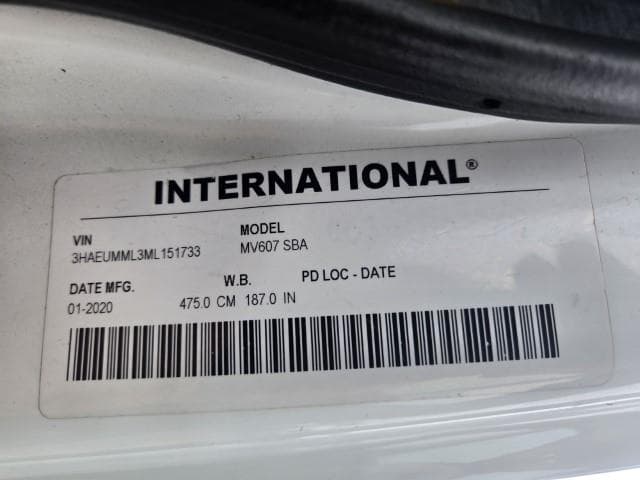 INTERNATIONAL®
VIN MODEL
3HAEUMML3ML151733 MV607 SBA
DATE MFG. W.B. PD LOC - DATE
01-2020 475.0 CM 187.0 IN